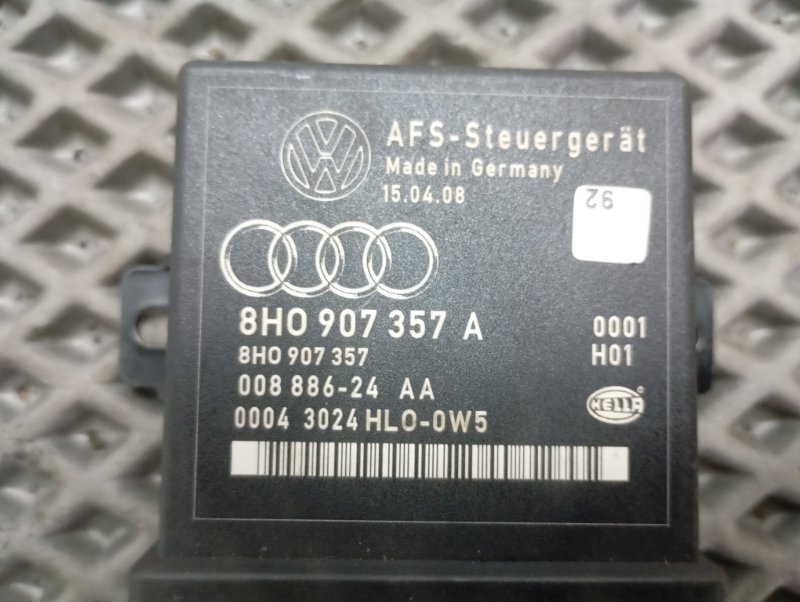 AFS-Steuergerät
Made in Germany
15.04.08
92
8H0 907 357 A 0001
8H0 907 357 H01
008 886-24 AA
HELLA
0004 3024 HL0-0W5